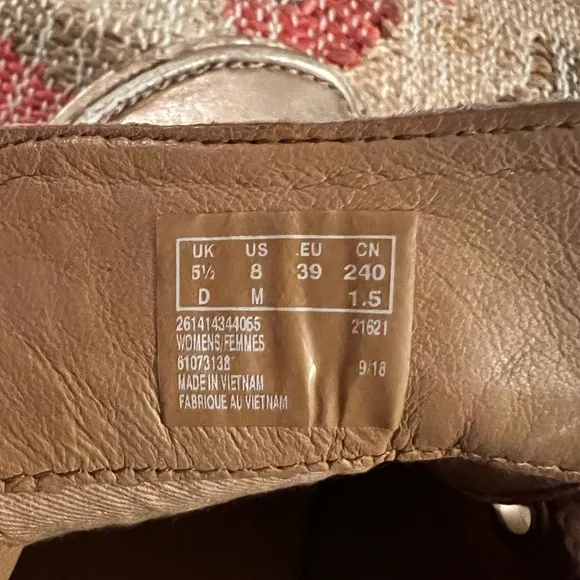 UK US EU CN
5½ 8 39 240
D M 1.5
261414344065 21621
WOMENS/FEMMES
61073138 9/18
MADE IN VIETNAM
FABRIQUE AU VIETNAM